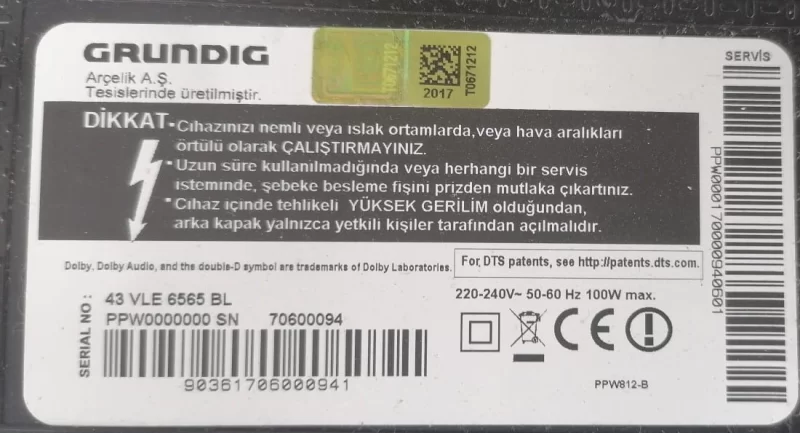 GRUNDIG
Arçelik A.Ş.
Tesislerinde üretilmiştir.
T0671212
2017
T0671212
SERVİS
DİKKAT
•Cıhazınızı nemli veya ıslak ortamlarda,veya hava aralıkları
örtülü olarak ÇALIŞTIRMAYINIZ.
•Uzun süre kullanılmadığında veya herhangi bir servis
isteminde, şebeke besleme fişini prizden mutlaka çıkartınız.
•Cihaz içinde tehlikeli YÜKSEK GERİLİM olduğundan,
arka kapak yalnızca yetkili kişiler tarafından açılmalıdır.
Dolby, Dolby Audio, and the double-D symbol are trademarks of Dolby Laboratories.
For DTS patents, see http://patents.dts.com.
SERIAL NO :
43 VLE 6565 BL
PPW0000000 SN 70600094
90361706000941
220-240V~ 50-60 Hz 100W max.
CE
PPW812-B